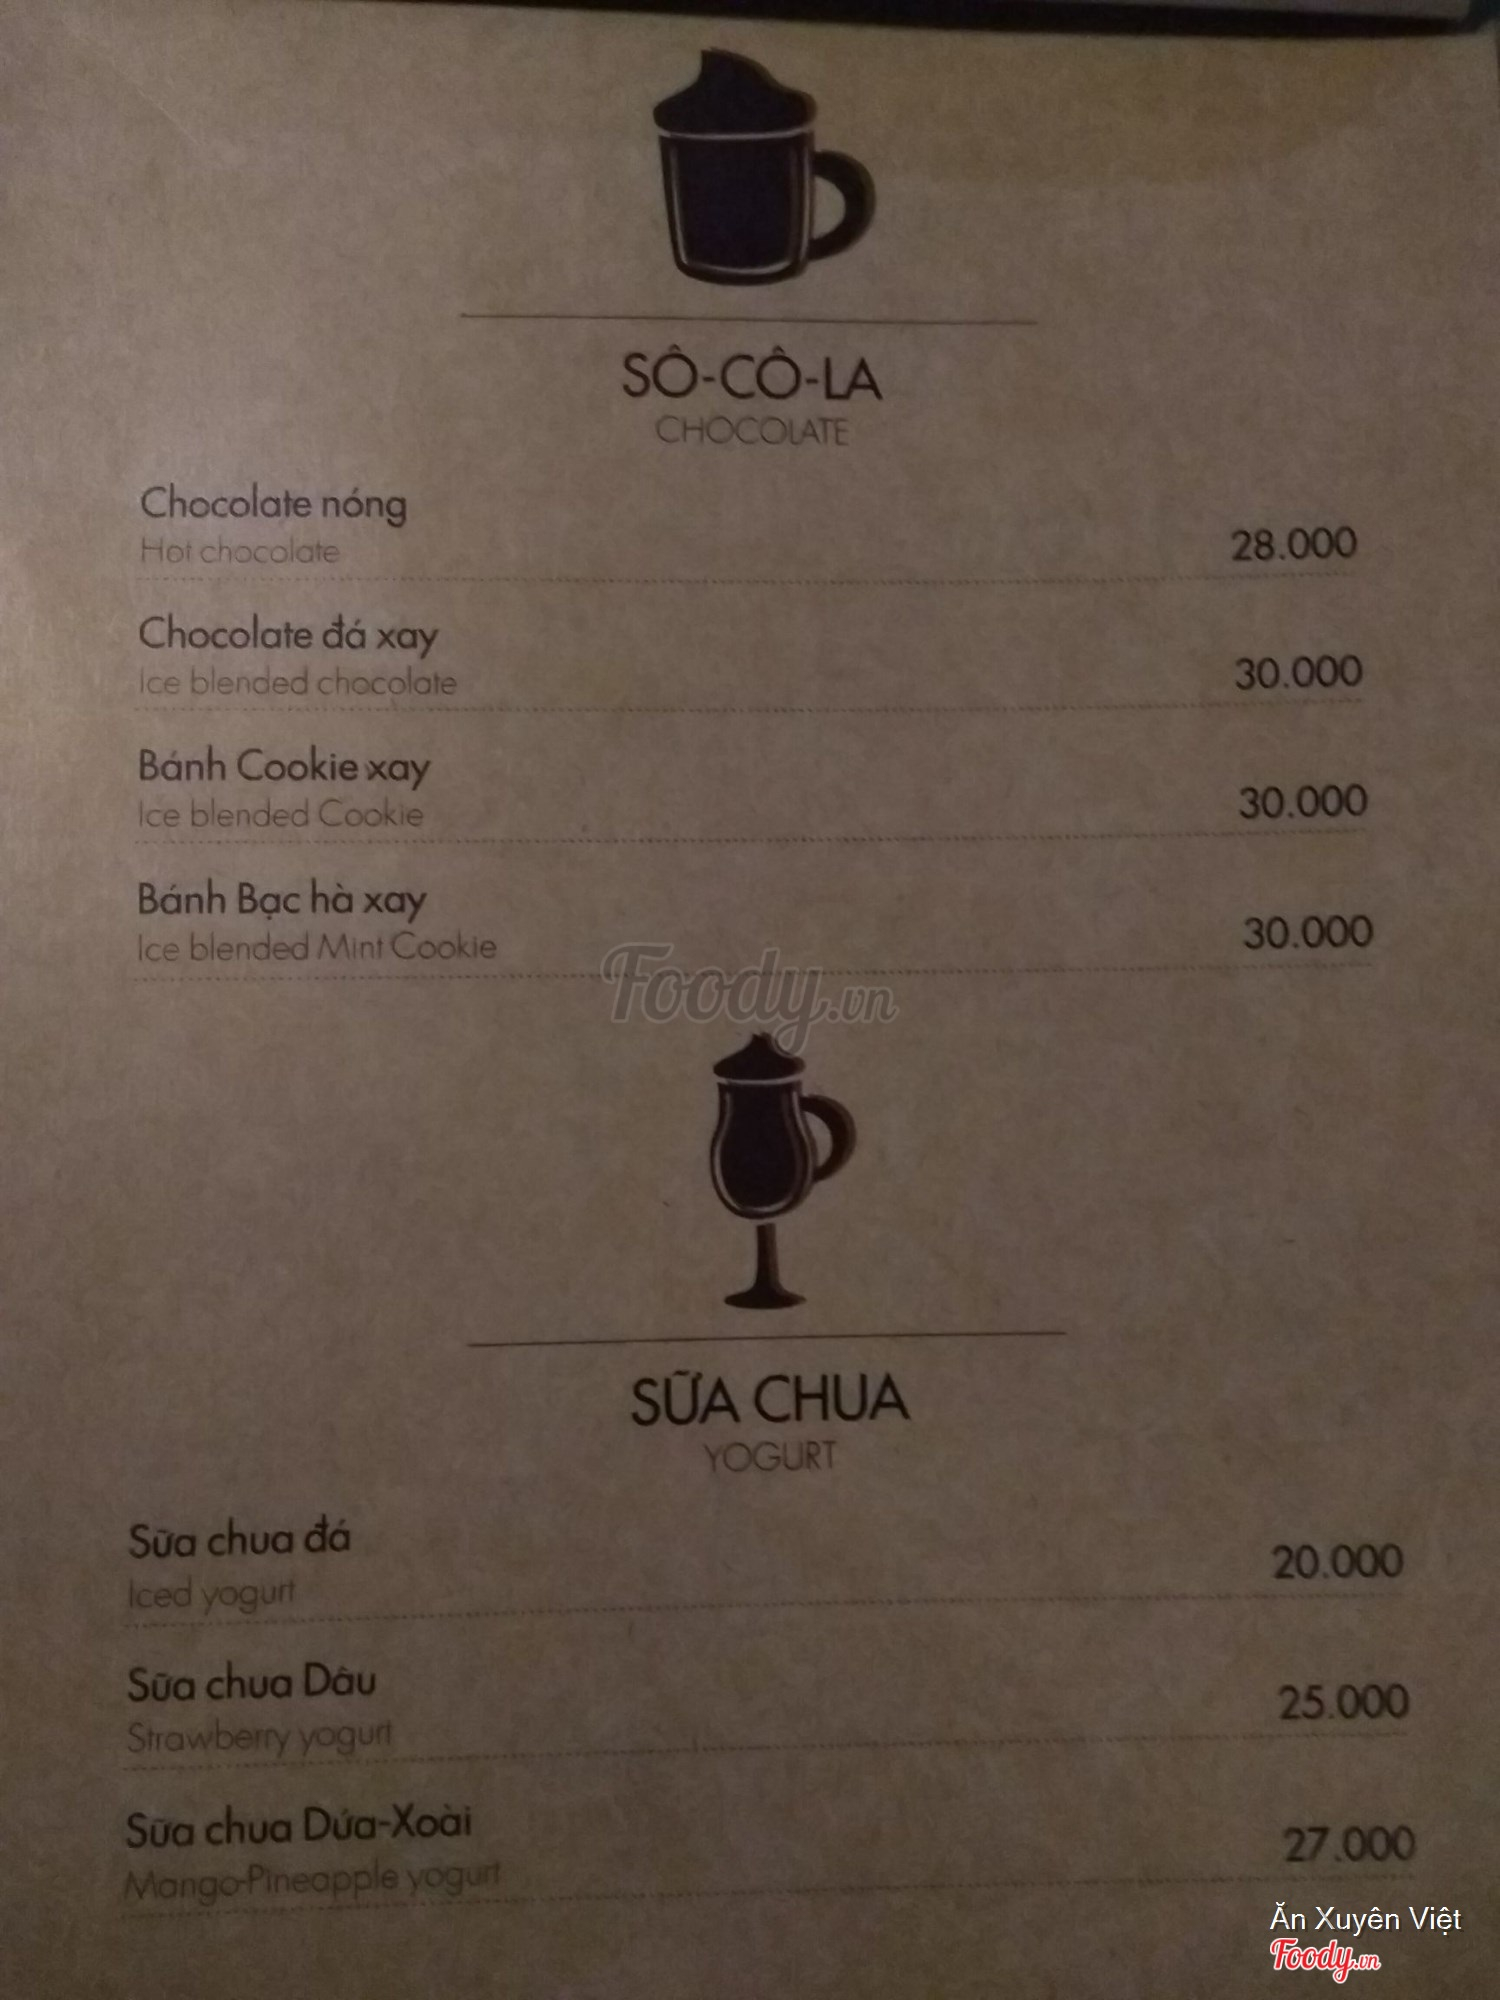 SÔ-CÔ-LA
CHOCOLATE
Chocolate nóng
Hot chocolate
28.000
Chocolate đá xay
Ice blended chocolate
30.000
Bánh Cookie xay
Ice blended Cookie
30.000
Bánh Bạc hà xay
Ice blended Mint Cookie
30.000
Foody.vn
SỮA CHUA
YOGURT
Sữa chua đá
Iced yogurt
20.000
Sữa chua Dâu
Strawberry yogurt
25.000
Sữa chua Dứa-Xoài
Mango-Pineapple yogurt
27.000
Ăn Xuyên Việt
Foody.vn